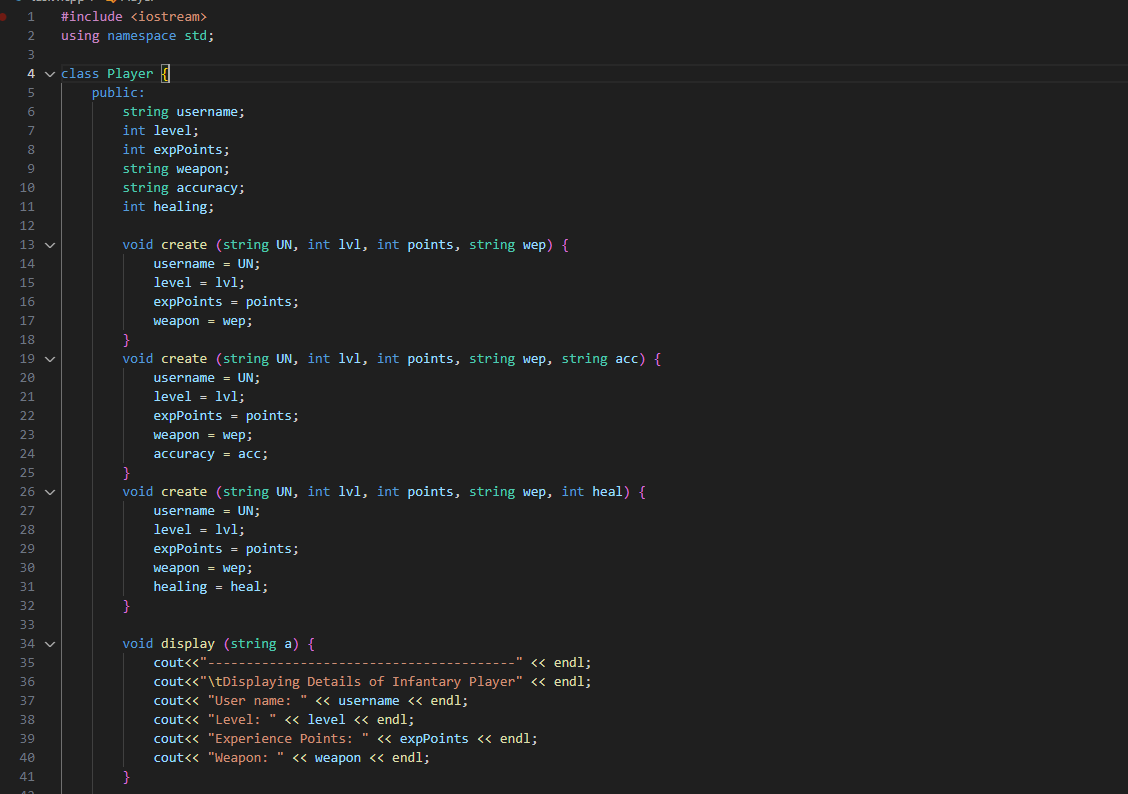 1 #include <iostream>
2 using namespace std;
3
4 class Player {
5     public:
6         string username;
7         int level;
8         int expPoints;
9         string weapon;
10         string accuracy;
11         int healing;
12
13         void create (string UN, int lvl, int points, string wep) {
14             username = UN;
15             level = lvl;
16             expPoints = points;
17             weapon = wep;
18         }
19         void create (string UN, int lvl, int points, string wep, string acc) {
20             username = UN;
21             level = lvl;
22             expPoints = points;
23             weapon = wep;
24             accuracy = acc;
25         }
26         void create (string UN, int lvl, int points, string wep, int heal) {
27             username = UN;
28             level = lvl;
29             expPoints = points;
30             weapon = wep;
31             healing = heal;
32         }
33
34         void display (string a) {
35             cout<<"----------------------------------------" << endl;
36             cout<<"\tDisplaying Details of Infantary Player" << endl;
37             cout<< "User name: " << username << endl;
38             cout<< "Level: " << level << endl;
39             cout<< "Experience Points: " << expPoints << endl;
40             cout<< "Weapon: " << weapon << endl;
41         }